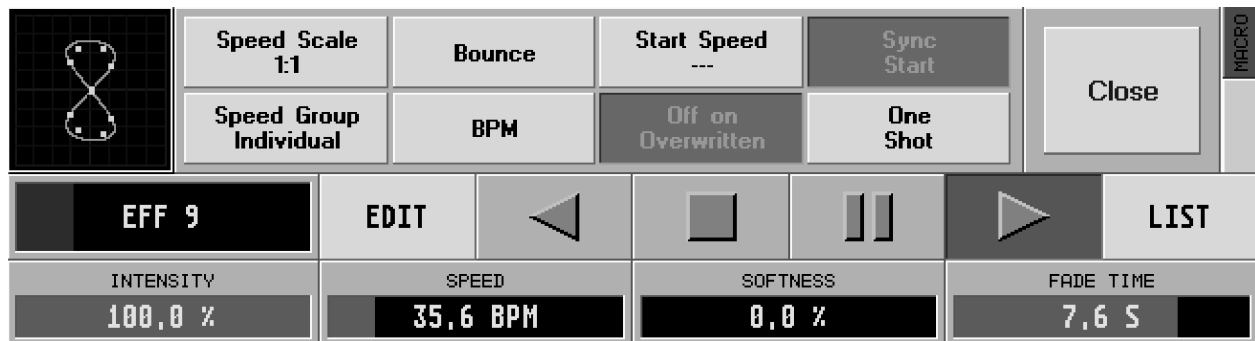 Speed Scale
1:1
Bounce
Start Speed
---
Sync
Start
Close
MACRO
Speed Group
Individual
BPM
Off on
Overwritten
One
Shot
EFF 9
EDIT
LIST
INTENSITY
SPEED
SOFTNESS
FADE TIME
100,0 %
35,6 BPM
0,0 %
7,6 S